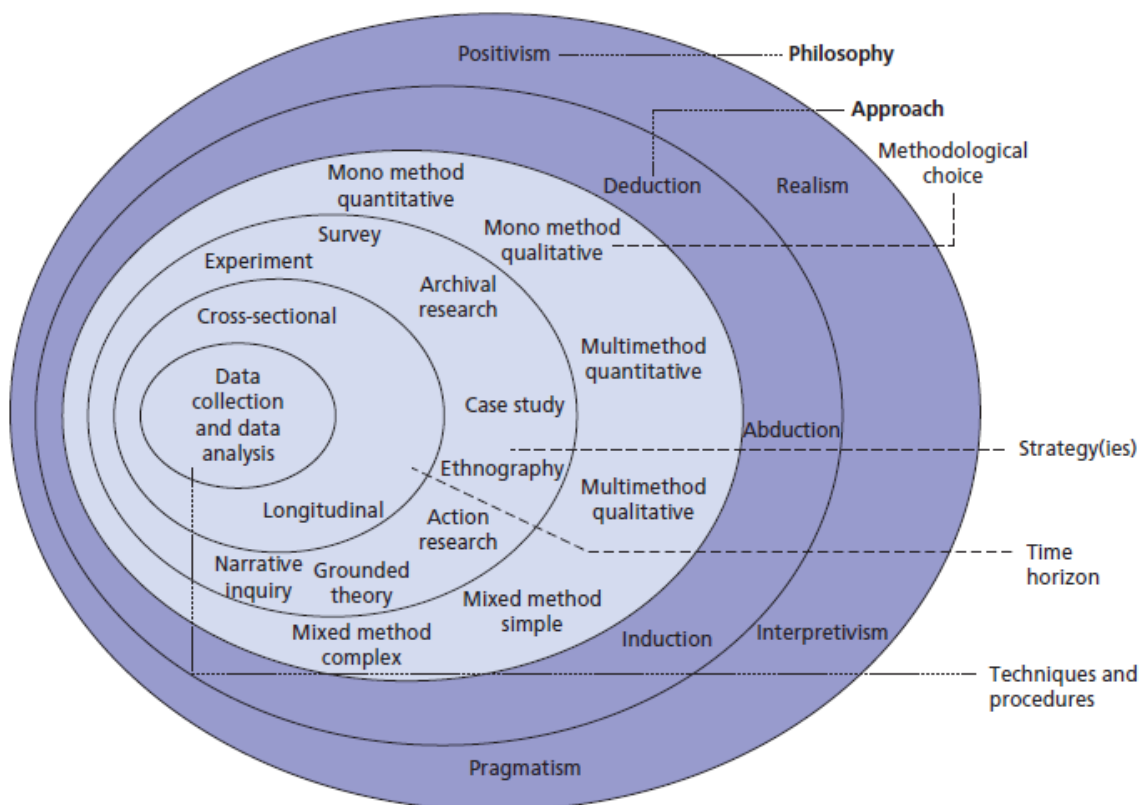 Positivism
Philosophy
Approach
Methodological
choice
Mono method
quantitative
Deduction
Realism
Survey
Mono method
qualitative
Experiment
Archival
research
Cross-sectional
Multimethod
quantitative
Data
collection
and data
analysis
Case study
Abduction
Strategy(ies)
Ethnography
Multimethod
qualitative
Longitudinal
Action
research
Time
horizon
Narrative
inquiry
Grounded
theory
Mixed method
simple
Mixed method
complex
Induction
Interpretivism
Techniques and
procedures
Pragmatism